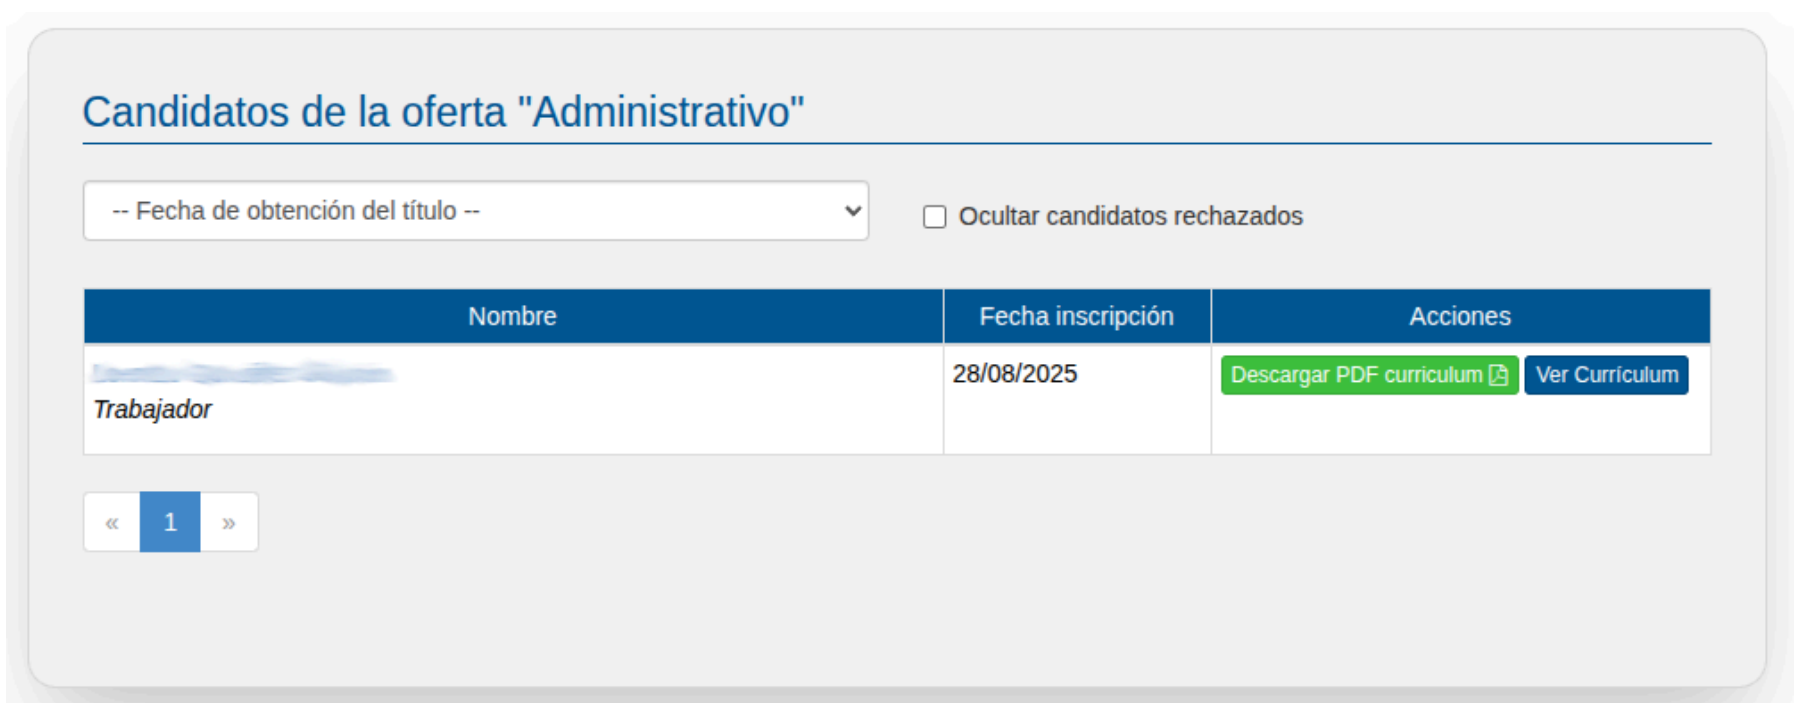 Candidatos de la oferta "Administrativo"
-- Fecha de obtención del título --
Ocultar candidatos rechazados
Nombre Fecha inscripción Acciones
28/08/2025 Descargar PDF curriculum Ver Currículum
Trabajador
« 1 »